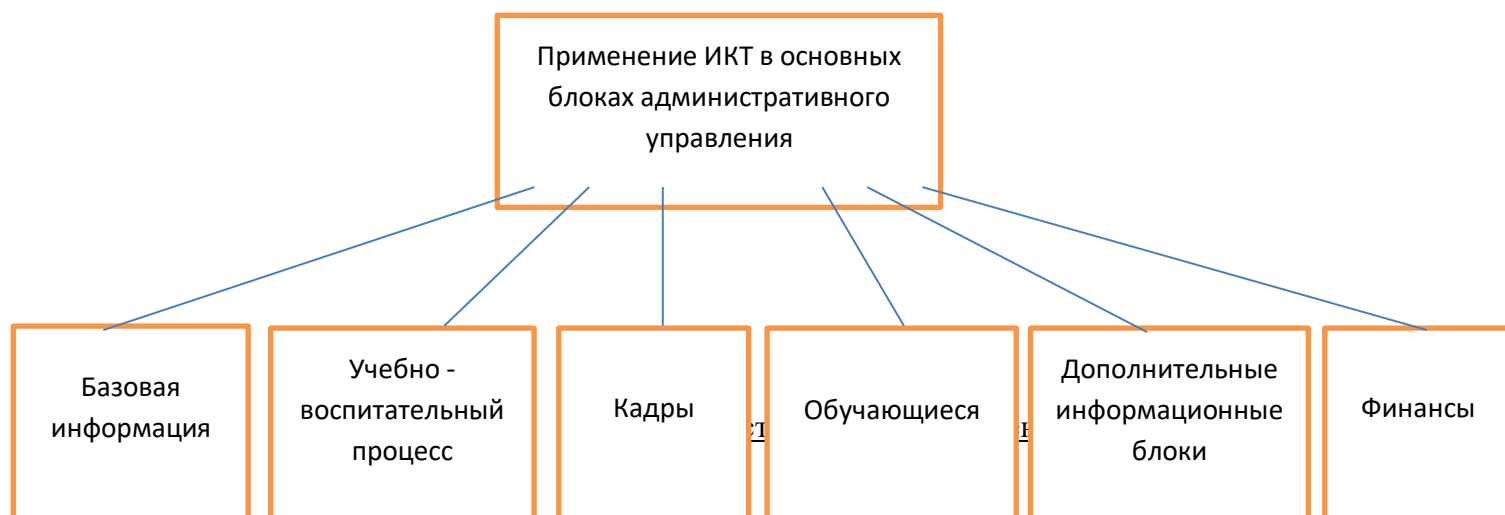 Применение ИКТ в основных
блоках административного
управления
Базовая
информация
Учебно -
воспитательный
процесс
Кадры
Обучающиеся
Дополнительные
информационные
блоки
Финансы